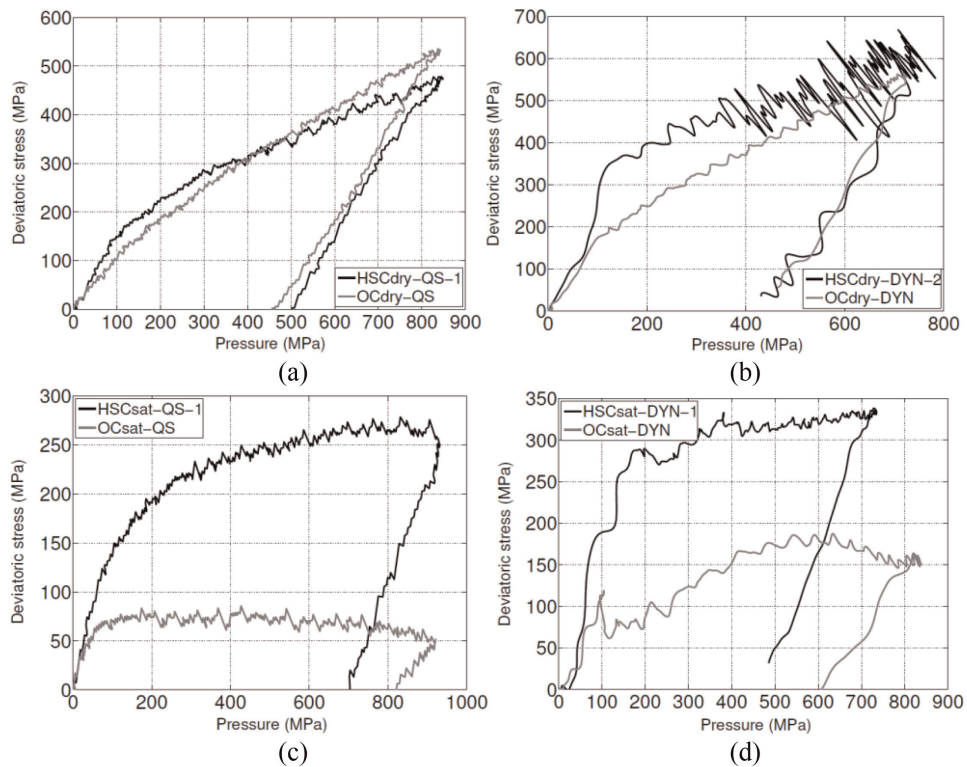 600
500
400
300
200
100
0
Deviatoric stress (MPa)
0 100 200 300 400 500 600 700 800 900
Pressure (MPa)
HSCdry-QS-1
OCdry-QS
(a)
700
600
500
400
300
200
100
0
Deviatoric stress (MPa)
0 200 400 600 800
Pressure (MPa)
HSCdry-DYN-2
OCdry-DYN
(b)
300
250
200
150
100
50
0
Deviatoric stress (MPa)
0 200 400 600 800 1000
Pressure (MPa)
HSCsat-QS-1
OCsat-QS
(c)
350
300
250
200
150
100
50
0
Deviatoric stress (MPa)
0 100 200 300 400 500 600 700 800 900
Pressure (MPa)
HSCsat-DYN-1
OCsat-DYN
(d)